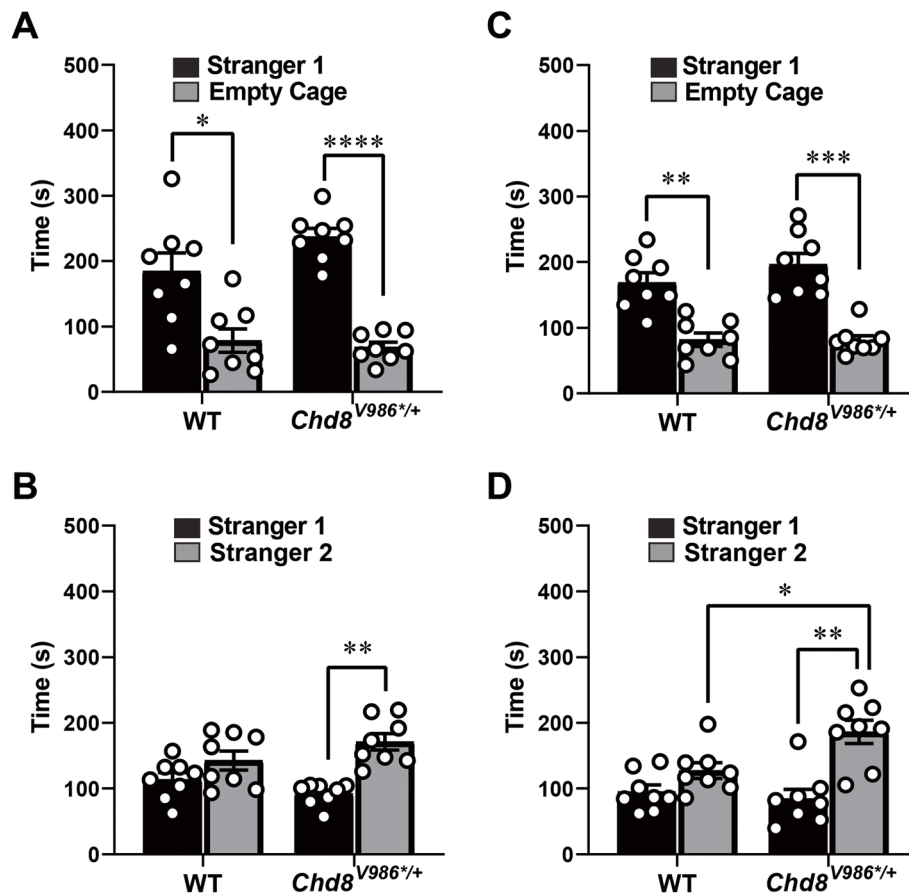 A
Stranger 1
Empty Cage
Time (s)
500
400
300
200
100
0
*
****
WT
Chd8V986*/+
C
Stranger 1
Empty Cage
Time (s)
500
400
300
200
100
0
**
***
WT
Chd8V986*/+
B
Stranger 1
Stranger 2
Time (s)
500
400
300
200
100
0
**
WT
Chd8V986*/+
D
Stranger 1
Stranger 2
Time (s)
500
400
300
200
100
0
*
**
WT
Chd8V986*/+